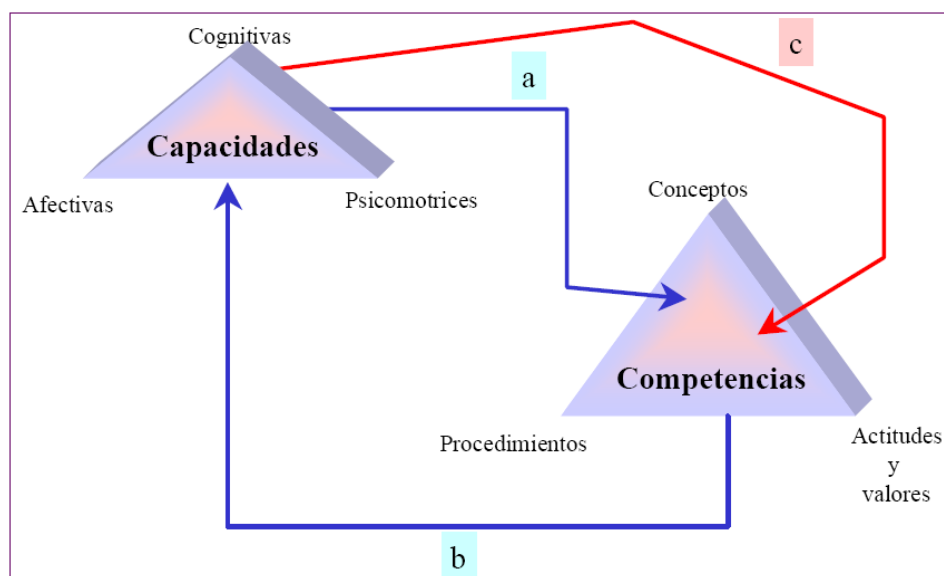 Cognitivas
c
a
Capacidades
Afectivas
Psicomotrices
Conceptos
Competencias
Procedimientos
Actitudes
y
valores
b